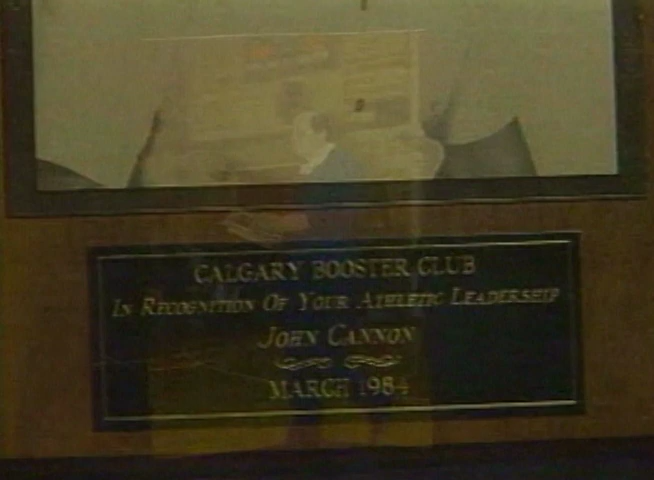 CALGARY BOOSTER CLUB
IN RECOGNITION OF YOUR ATHLETIC LEADERSHIP
JOHN CANNON
MARCH 1984